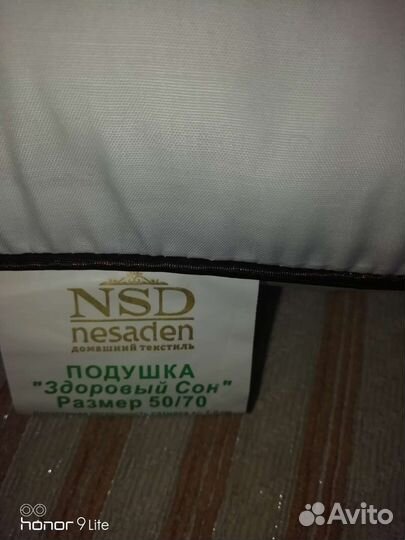 NSD
nesaden
домашний текстиль
ПОДУШКА
"Здоровый Сон"
Размер 50/70
honor 9 Lite
Avito